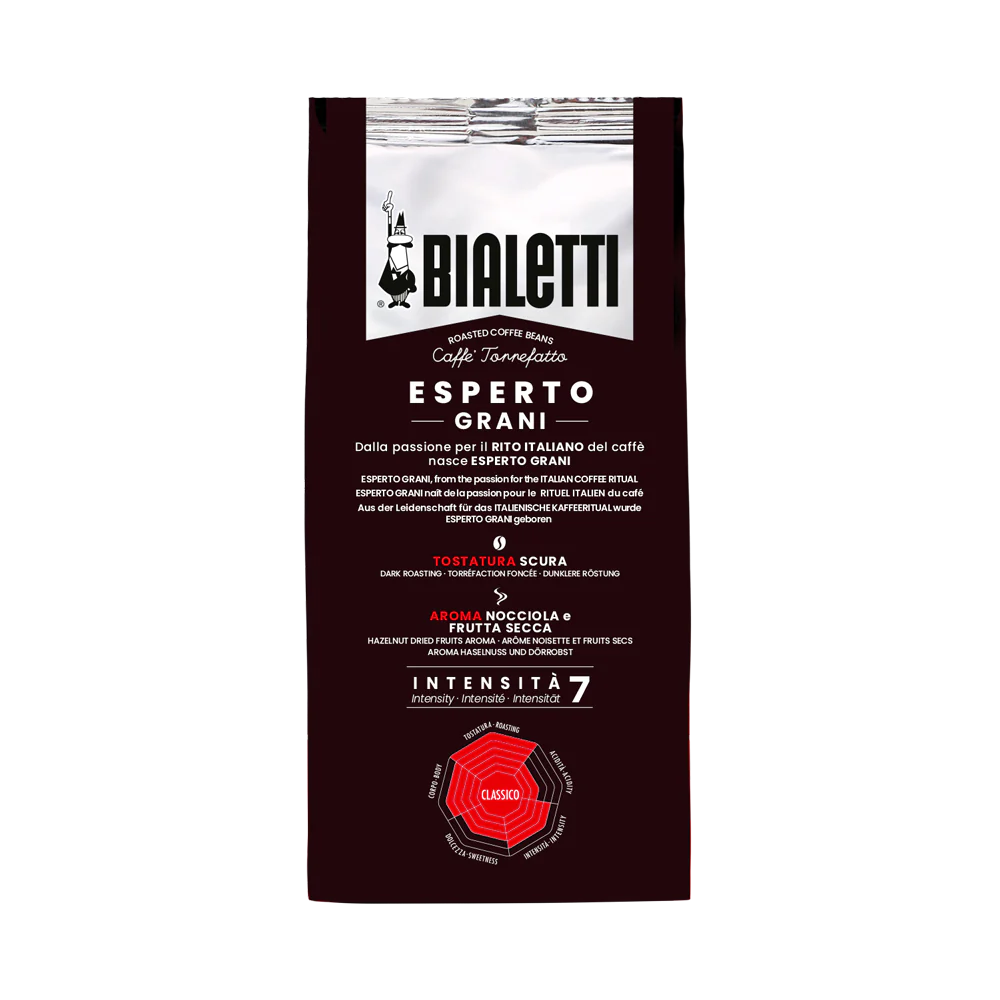 BIALETTI
®
ROASTED COFFEE BEANS
Caffè Torrefatto
ESPERTO
GRANI
Dalla passione per il RITO ITALIANO del caffè
nasce ESPERTO GRANI
ESPERTO GRANI, from the passion for the ITALIAN COFFEE RITUAL
ESPERTO GRANI naît de la passion pour le RITUEL ITALIEN du café
Aus der Leidenschaft für das ITALIENISCHE KAFFEERITUAL wurde
ESPERTO GRANI geboren
TOSTATURA SCURA
DARK ROASTING · TORRÉFACTION FONCÉE · DUNKLERE RÖSTUNG
AROMA NOCCIOLA e
FRUTTA SECCA
HAZELNUT DRIED FRUITS AROMA · ARÔME NOISETTE ET FRUITS SECS
AROMA HASELNUSS UND DÖRROBST
INTENSITÀ 7
Intensity · Intensité · Intensität
TOSTATURA · ROASTING
ACIDITÀ · ACIDITY
CORPO · BODY
CLASSICO
INTENSITÀ · INTENSITY
DOLCEZZA · SWEETNESS